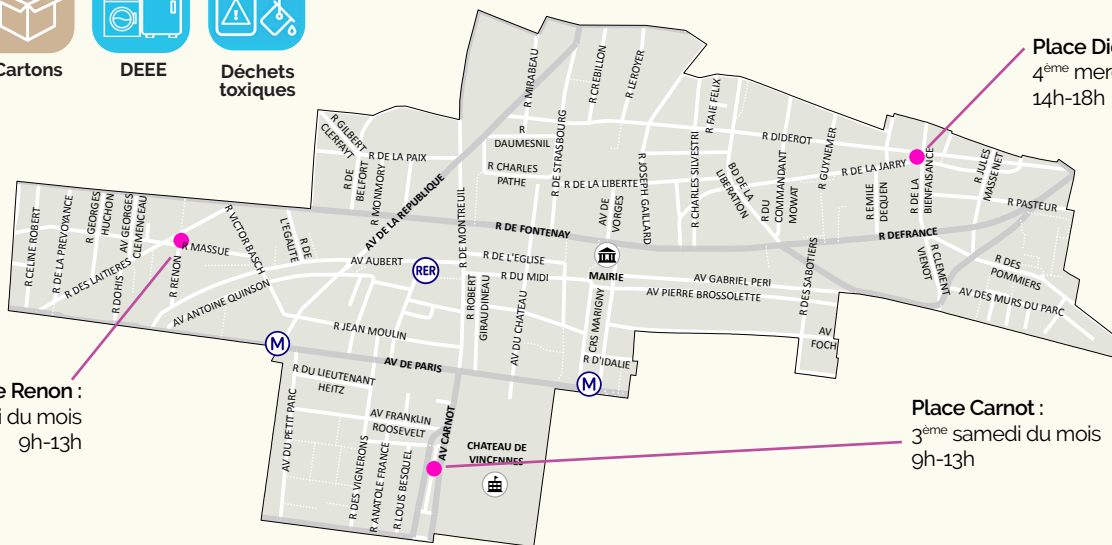 Cartons
DEEE
Déchets
toxiques
Place
4ème
14h-18h
R MIRABEAU
R CREBILLON
R LEROYER
R FAIE FELIX
R GILBERT
CLERFAYT
R
DAUMESNIL
R DE STRASBOURG
R DIDEROT
R GUYNEMER
R DE LA PAIX
R CHARLES
PATHE
R DE LA LIBERTE
R JOSEPH GAILLARD
R CHARLES SILVESTRI
BD DE LA
LIBERATION
R DU
COMMANDANT
MOWAT
R DE LA JARRY
R EMILE
DEQUEN
R DE LA
BIENFAISANCE
R JULES
MASSENET
R PASTEUR
R DE
BELFORT
R MONMORY
AV DE LA REPUBLIQUE
R DE MONTREUIL
AV DE
VORGES
R DE FONTENAY
R DEFRANCE
R CELINE ROBERT
R DE LA PREVOYANCE
R GEORGES
HUCHON
AV GEORGES
CLEMENCEAU
R VICTOR BASCH
L'EGALITE
R DE
R MASSUE
R DES LAITIERES
R DOHIS
R RENON
AV ANTOINE QUINSON
AV AUBERT
RER
R DE L'EGLISE
R DU MIDI
MAIRIE
AV GABRIEL PERI
AV PIERRE BROSSOLETTE
R DES SABOTIERS
R CLEMENT
VIENOT
R DES
POMMIERS
AV DES MURS DU PARC
R ROBERT
GIRAUDINEAU
AV DU CHATEAU
CRS MARIGNY
AV
FOCH
R JEAN MOULIN
M
AV DE PARIS
R D'IDALIE
M
R DU LIEUTENANT
HEITZ
AV DU PETIT PARC
AV FRANKLIN
ROOSEVELT
AV CARNOT
R DES VIGNERONS
R ANATOLE FRANCE
R LOUIS BESQUEL
CHATEAU DE
VINCENNES
Renon :
du mois
9h-13h
Place Carnot :
3ème samedi du mois
9h-13h